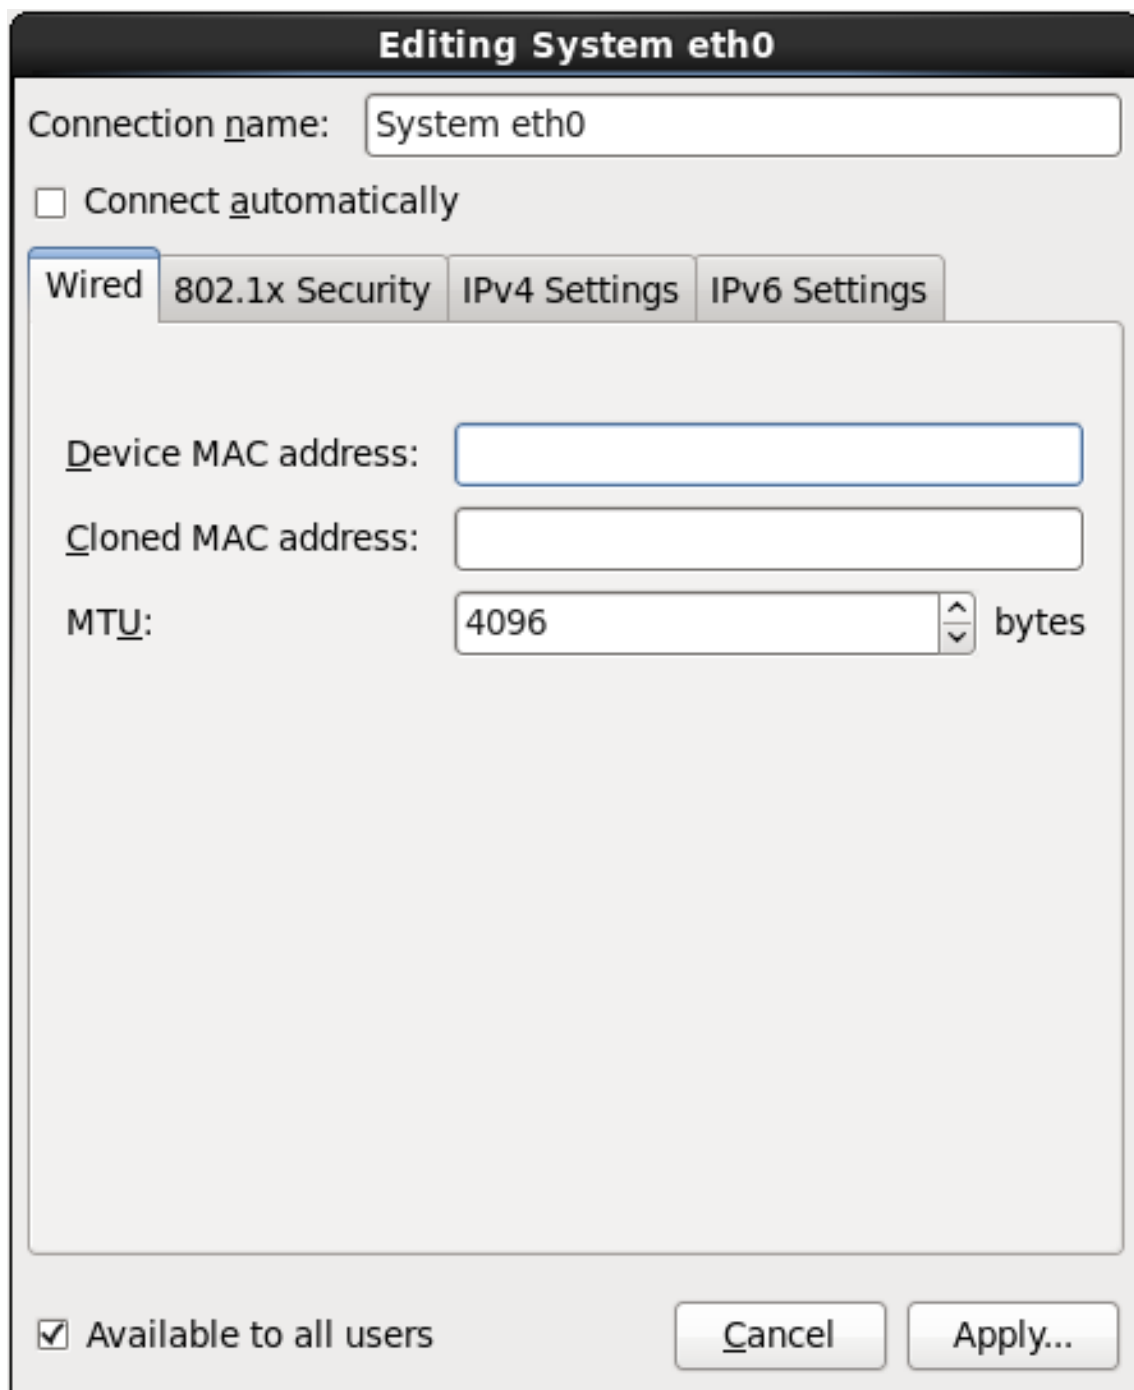 Editing System eth0
Connection name: System eth0
Connect automatically
Wired 802.1x Security IPv4 Settings IPv6 Settings
Device MAC address:
Cloned MAC address:
MTU: 4096 bytes
Available to all users Cancel Apply...